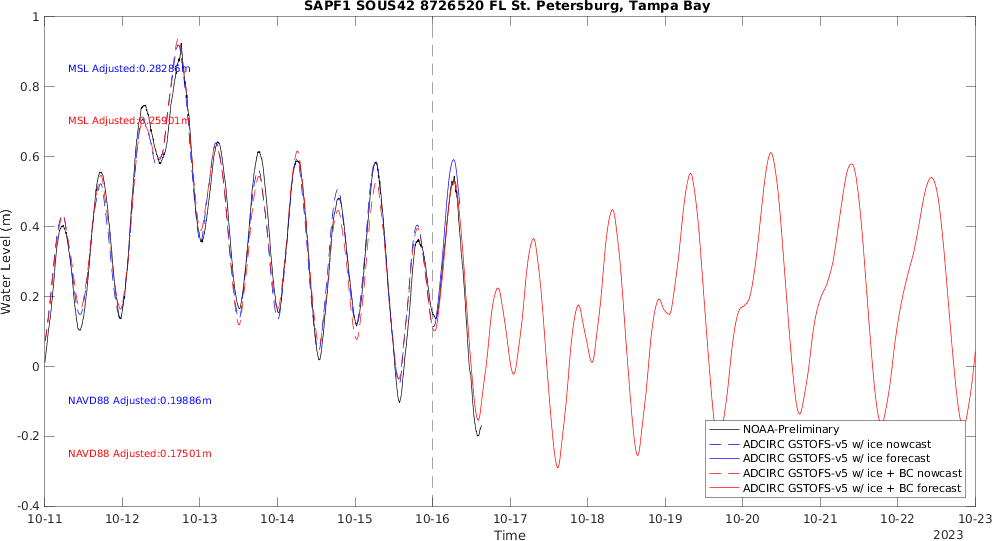 SAPF1 SOUS42 8726520 FL St. Petersburg, Tampa Bay
1
0.8
0.6
0.4
0.2
0
-0.2
-0.4
Water Level (m)
MSL Adjusted:0.28286m
MSL Adjusted:0.25901m
NAVD88 Adjusted:0.19886m
NAVD88 Adjusted:0.17501m
NOAA-Preliminary
ADCIRC GSTOFS-v5 w/ ice nowcast
ADCIRC GSTOFS-v5 w/ ice forecast
ADCIRC GSTOFS-v5 w/ ice + BC nowcast
ADCIRC GSTOFS-v5 w/ ice + BC forecast
10-11 10-12 10-13 10-14 10-15 10-16 10-17 10-18 10-19 10-20 10-21 10-22 10-23
Time
2023